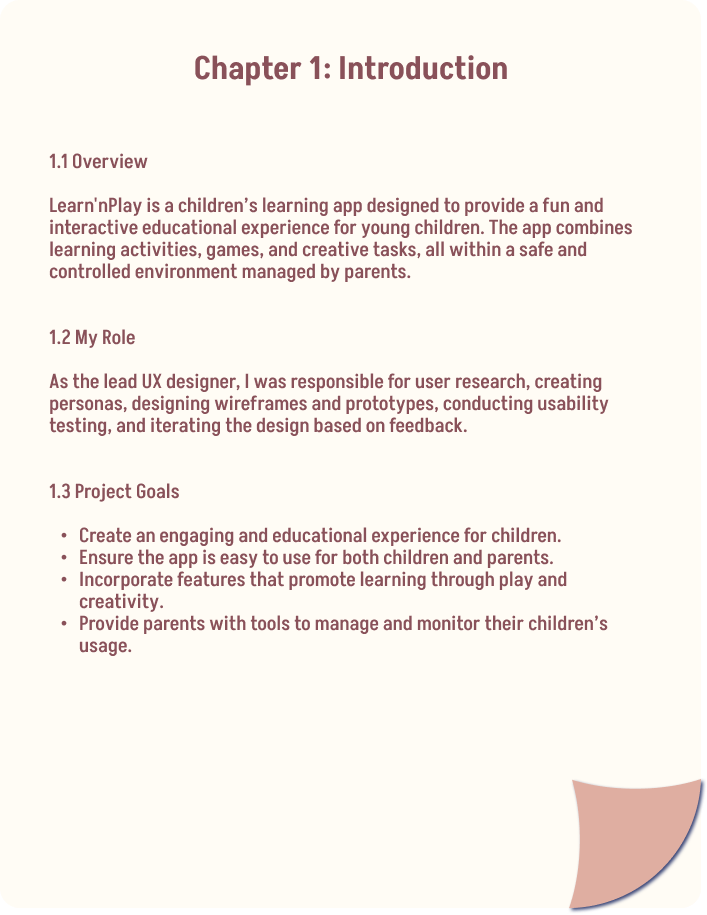 Chapter 1: Introduction
1.1 Overview
Learn'nPlay is a children’s learning app designed to provide a fun and
interactive educational experience for young children. The app combines
learning activities, games, and creative tasks, all within a safe and
controlled environment managed by parents.
1.2 My Role
As the lead UX designer, I was responsible for user research, creating
personas, designing wireframes and prototypes, conducting usability
testing, and iterating the design based on feedback.
1.3 Project Goals
• Create an engaging and educational experience for children.
• Ensure the app is easy to use for both children and parents.
• Incorporate features that promote learning through play and
creativity.
• Provide parents with tools to manage and monitor their children’s
usage.